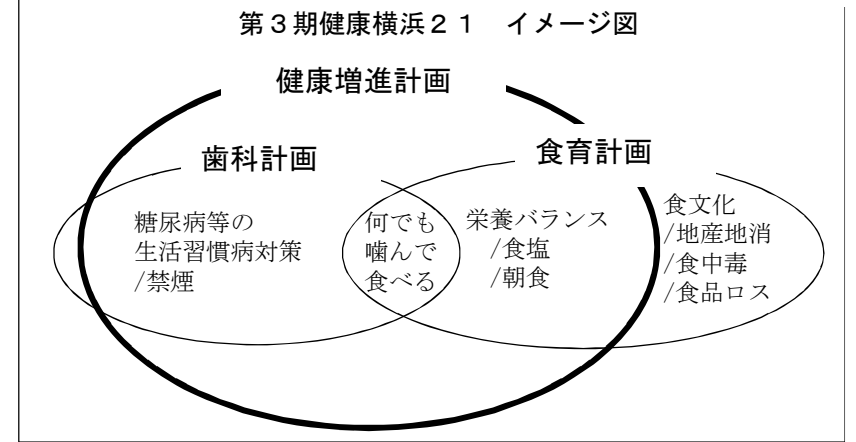 第３期健康横浜２１　イメージ図
健康増進計画
歯科計画
食育計画
糖尿病等の
生活習慣病対策
/禁煙
何でも
噛んで
食べる
栄養バランス
/食塩
/朝食
食文化
/地産地消
/食中毒
/食品ロス